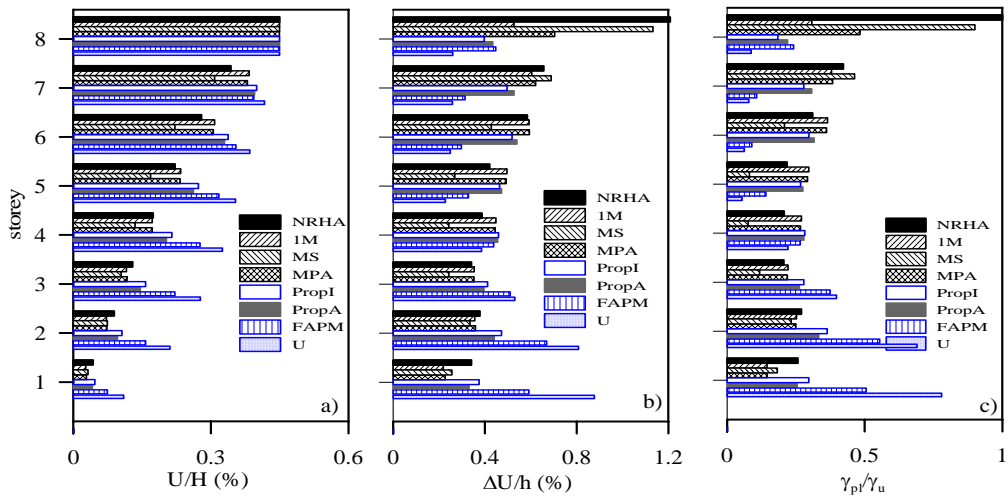 storey
8
7
6
5
4
3
2
1
NRHA
1M
MS
MPA
PropI
PropA
FAPM
U
a)
0 0.3 0.6
U/H (%)
NRHA
1M
MS
MPA
PropI
PropA
FAPM
U
b)
0 0.4 0.8 1.2
ΔU/h (%)
NRHA
1M
MS
MPA
PropI
PropA
FAPM
U
c)
0 0.5 1
γpl/γu